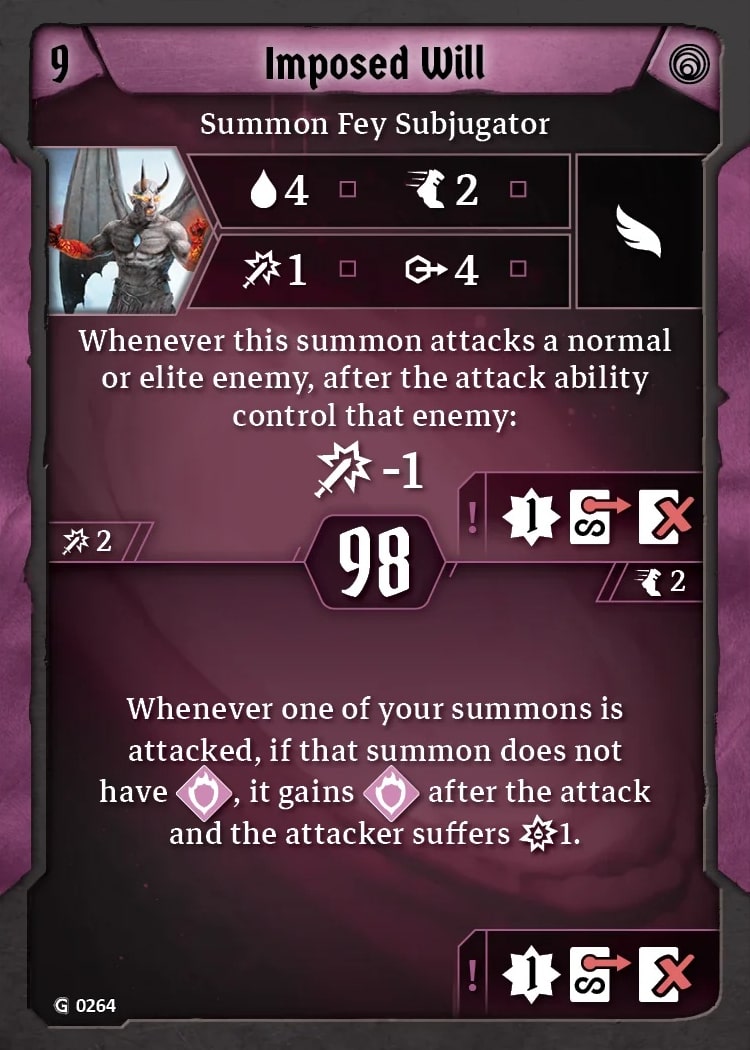 9 Imposed Will
Summon Fey Subjugator
4 2
1 4
Whenever this summon attacks a normal
or elite enemy, after the attack ability
control that enemy:
-1
! 1
2
98
2
Whenever one of your summons is
attacked, if that summon does not
have , it gains after the attack
and the attacker suffers 1.
! 1
G 0264